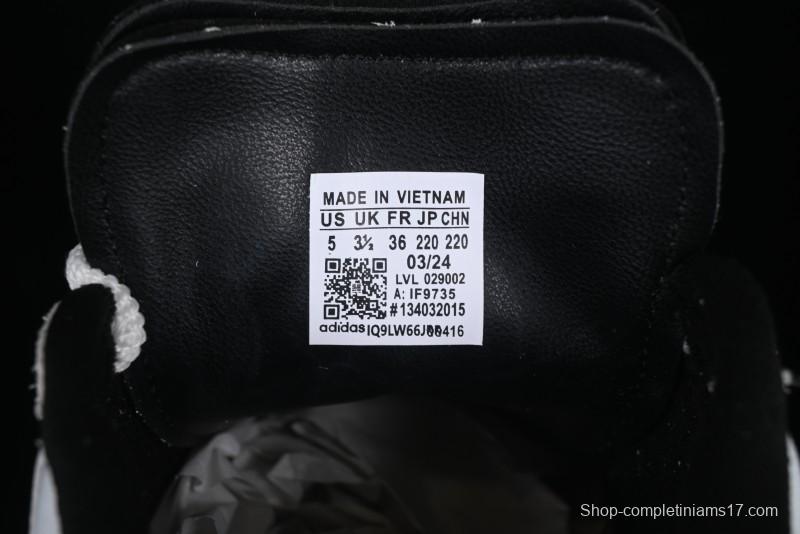 MADE IN VIETNAM
US UK FR JP CHN
5 3½ 36 220 220
03/24
LVL 029002
A: IF9735
#134032015
adidas
Shop-completiniams17.com